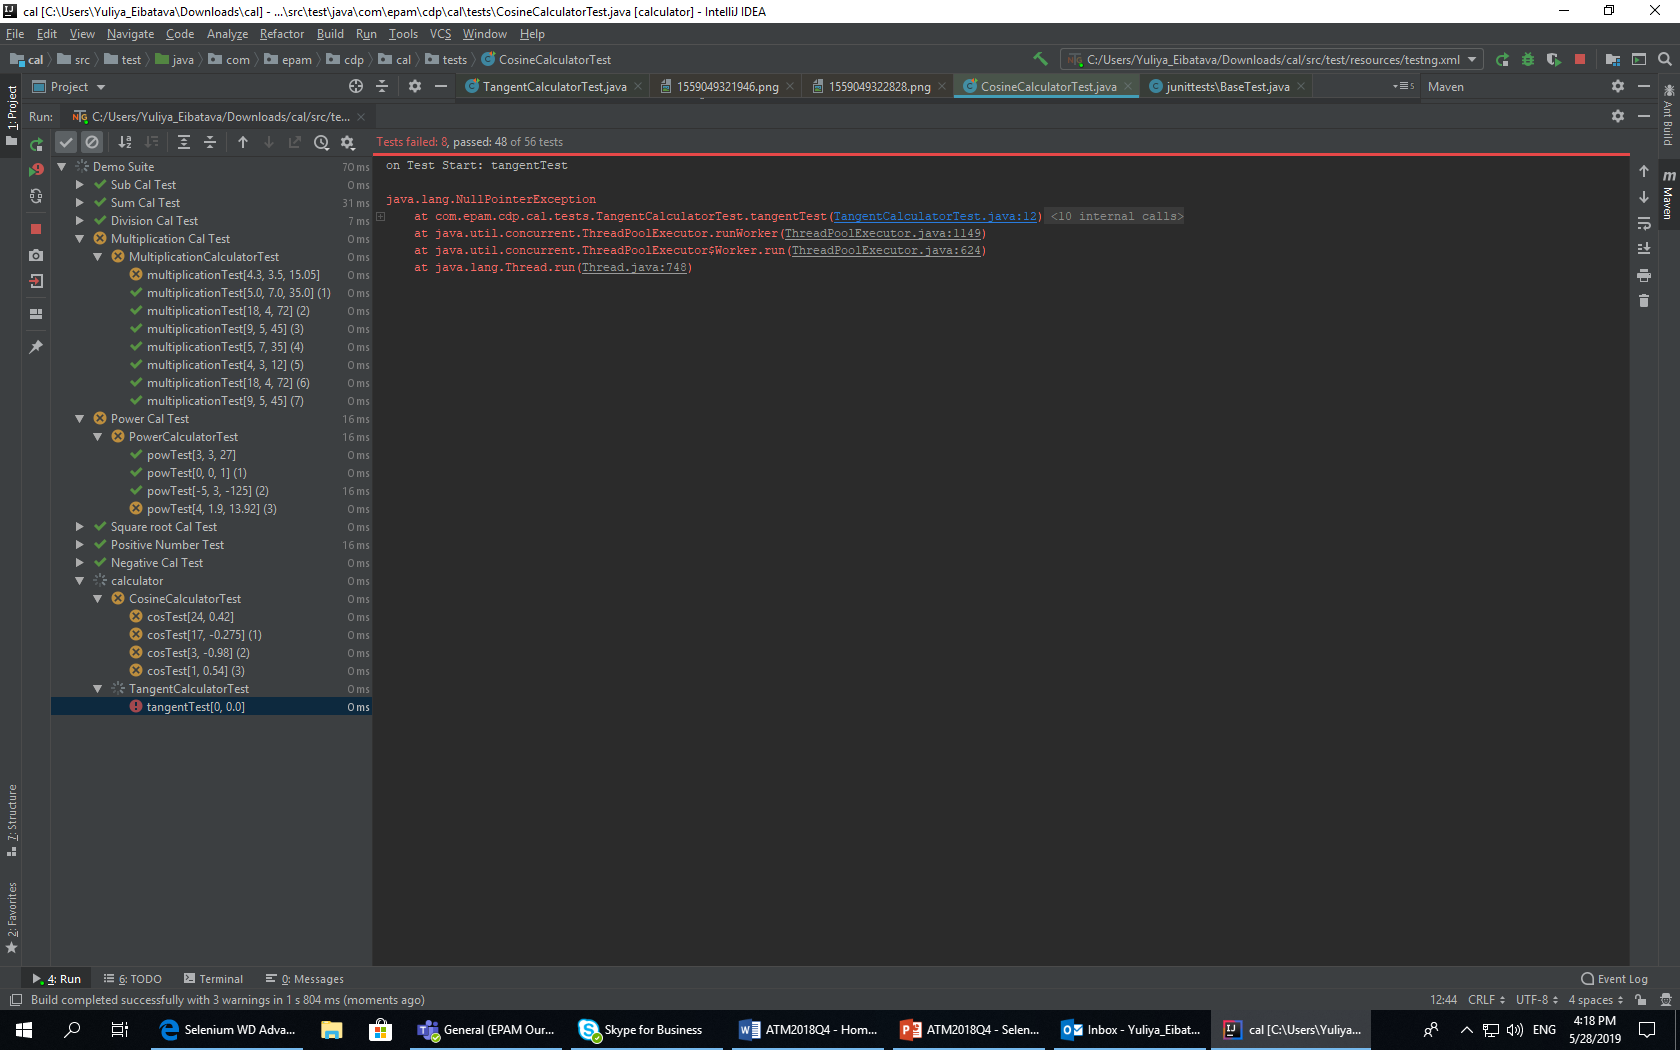 cal [C:\Users\Yuliya_Eibatava\Downloads\cal] - ...\src\test\java\com\epam\cdp\cal\tests\CosineCalculatorTest.java [calculator] - IntelliJ IDEA
File Edit View Navigate Code Analyze Refactor Build Run Tools VCS Window Help
cal src test java com epam cdp cal tests CosineCalculatorTest C:/Users/Yuliya_Eibatava/Downloads/cal/src/test/resources/testng.xml
1: Project
Project TangentCalculatorTest.java 1559049321946.png 1559049322828.png CosineCalculatorTest.java junittests\BaseTest.java 5 Maven
Run: C:/Users/Yuliya_Eibatava/Downloads/cal/src/te...
Ant Build
Maven
Tests failed: 8, passed: 48 of 56 tests
Demo Suite 70 ms
Sub Cal Test 0 ms
Sum Cal Test 31 ms
Division Cal Test 7 ms
Multiplication Cal Test 0 ms
MultiplicationCalculatorTest 0 ms
multiplicationTest[4.3, 3.5, 15.05] 0 ms
multiplicationTest[5.0, 7.0, 35.0] (1) 0 ms
multiplicationTest[18, 4, 72] (2) 0 ms
multiplicationTest[9, 5, 45] (3) 0 ms
multiplicationTest[5, 7, 35] (4) 0 ms
multiplicationTest[4, 3, 12] (5) 0 ms
multiplicationTest[18, 4, 72] (6) 0 ms
multiplicationTest[9, 5, 45] (7) 0 ms
Power Cal Test 16 ms
PowerCalculatorTest 16 ms
powTest[3, 3, 27] 0 ms
powTest[0, 0, 1] (1) 0 ms
powTest[-5, 3, -125] (2) 16 ms
powTest[4, 1.9, 13.92] (3) 0 ms
Square root Cal Test 0 ms
Positive Number Test 16 ms
Negative Cal Test 0 ms
calculator 0 ms
CosineCalculatorTest 0 ms
cosTest[24, 0.42] 0 ms
cosTest[17, -0.275] (1) 0 ms
cosTest[3, -0.98] (2) 0 ms
cosTest[1, 0.54] (3) 0 ms
TangentCalculatorTest 0 ms
tangentTest[0, 0.0] 0 ms
on Test Start: tangentTest
java.lang.NullPointerException
at com.epam.cdp.cal.tests.TangentCalculatorTest.tangentTest(TangentCalculatorTest.java:12) <10 internal calls>
at java.util.concurrent.ThreadPoolExecutor.runWorker(ThreadPoolExecutor.java:1149)
at java.util.concurrent.ThreadPoolExecutor$Worker.run(ThreadPoolExecutor.java:624)
at java.lang.Thread.run(Thread.java:748)
7: Structure
2: Favorites
4: Run 6: TODO Terminal 0: Messages Event Log
Build completed successfully with 3 warnings in 1 s 804 ms (moments ago) 12:44 CRLF UTF-8 4 spaces
Selenium WD Adva... General (EPAM Our... Skype for Business ATM2018Q4 - Hom... ATM2018Q4 - Selen... Inbox - Yuliya_Eibat... cal [C:\Users\Yuliya... ENG 4:18 PM
5/28/2019